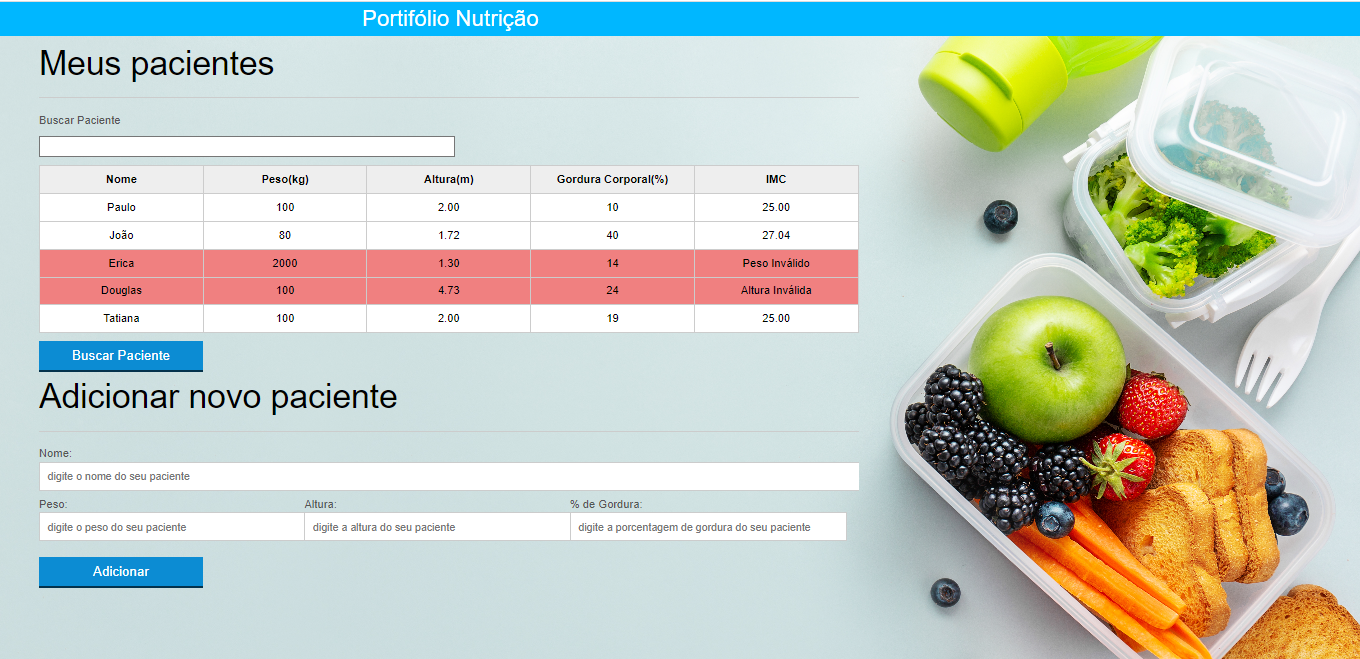 Portifólio Nutrição
Meus pacientes
Buscar Paciente
Nome Peso(kg) Altura(m) Gordura Corporal(%) IMC
Paulo 100 2.00 10 25.00
João 80 1.72 40 27.04
Erica 2000 1.30 14 Peso Inválido
Douglas 100 4.73 24 Altura Inválida
Tatiana 100 2.00 19 25.00
Buscar Paciente
Adicionar novo paciente
Nome:
digite o nome do seu paciente
Peso: Altura: % de Gordura:
digite o peso do seu paciente digite a altura do seu paciente digite a porcentagem de gordura do seu paciente
Adicionar